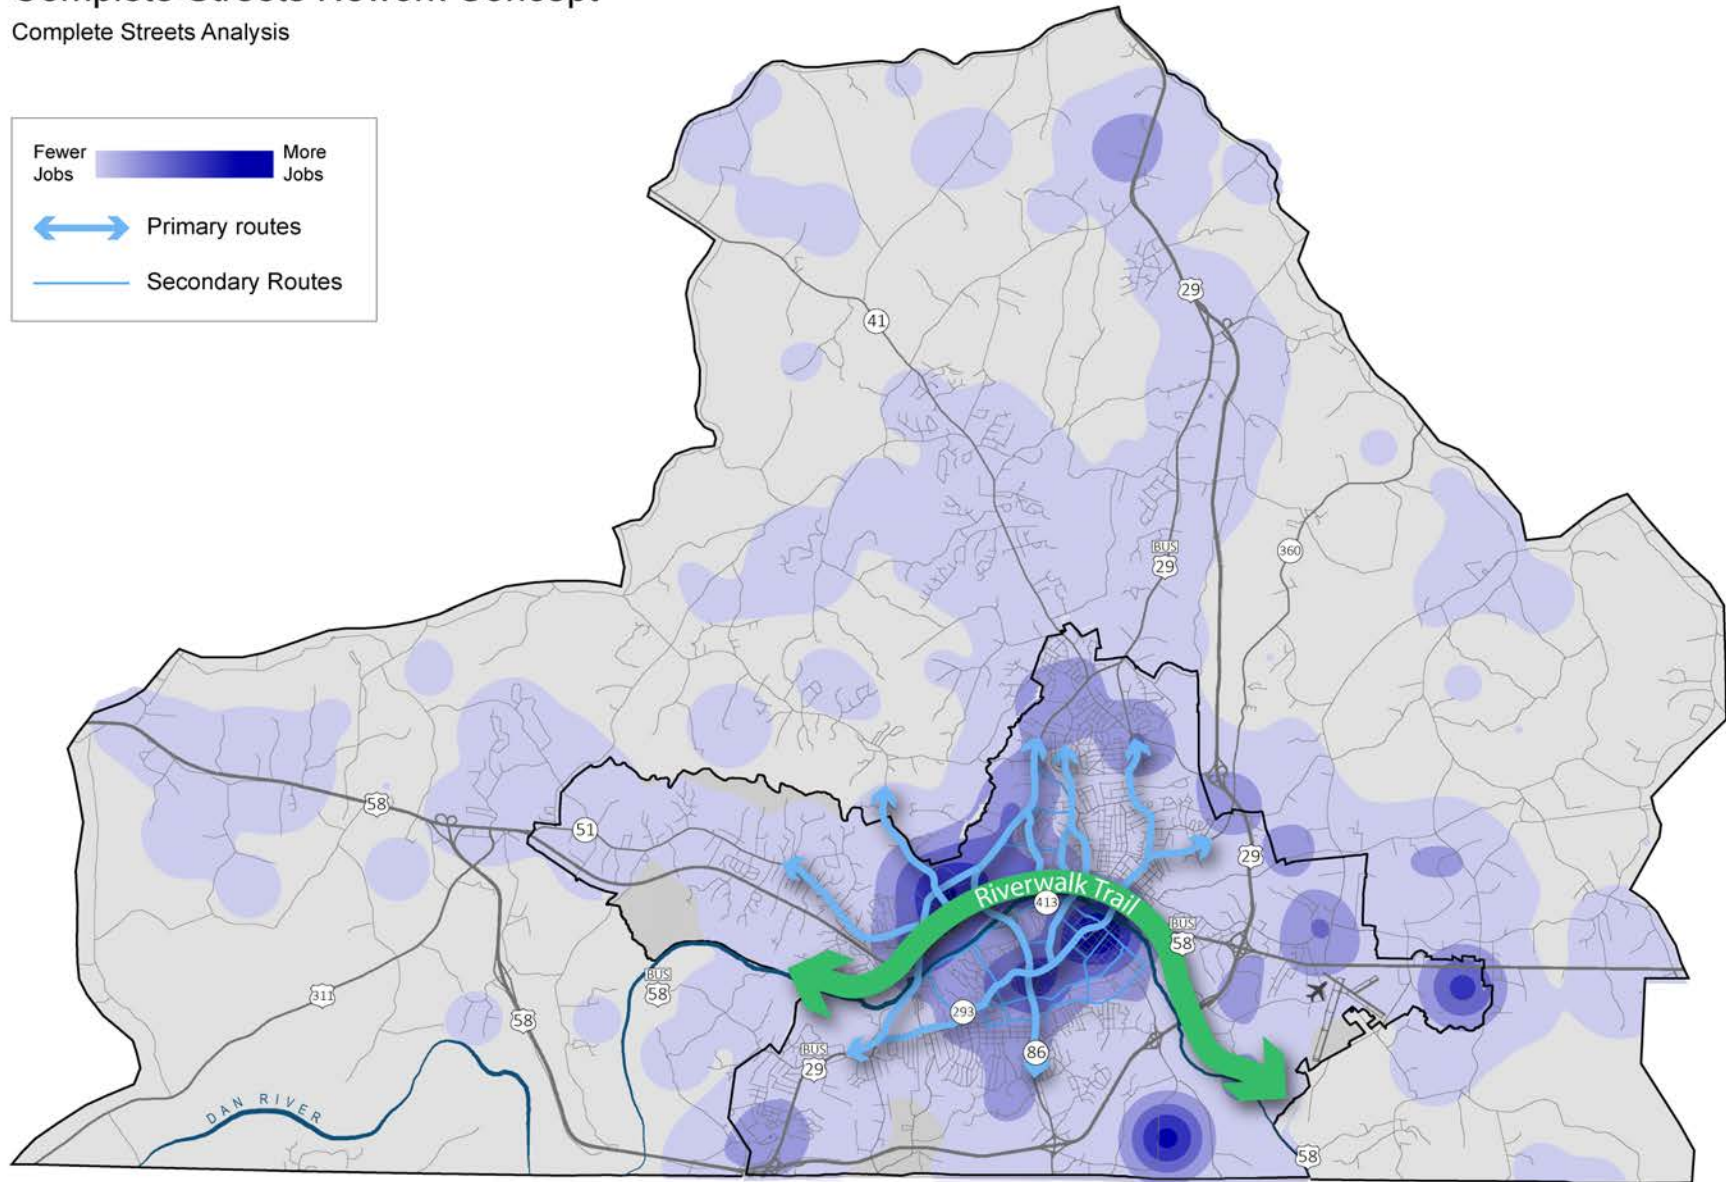 Complete Streets Analysis
Fewer
Jobs
More
Jobs
Primary routes
Secondary Routes
29
41
BUS
29
360
58
51
29
Riverwalk Trail
413
BUS
58
BUS
58
311
58
293
86
BUS
29
DAN RIVER
58